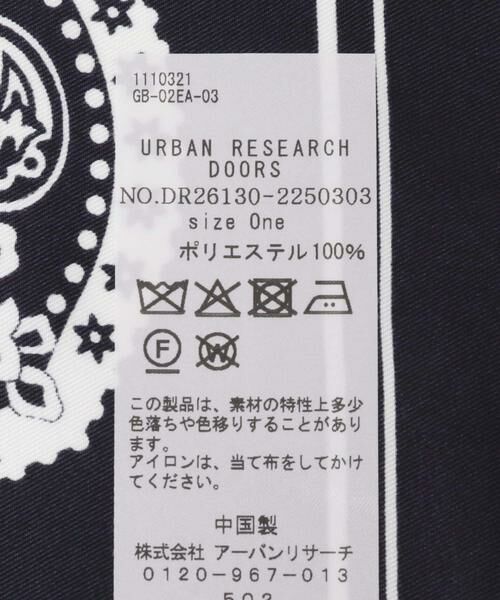 1110321
GB-02EA-03
URBAN RESEARCH
DOORS
NO.DR26130-2250303
size One
ポリエステル100%
F
W
この製品は、素材の特性上多少
色落ちや色移りすることがあり
ます。
アイロンは、当て布をしてかけ
てください。
中国製
株式会社 アーバンリサーチ
0120-967-013
502